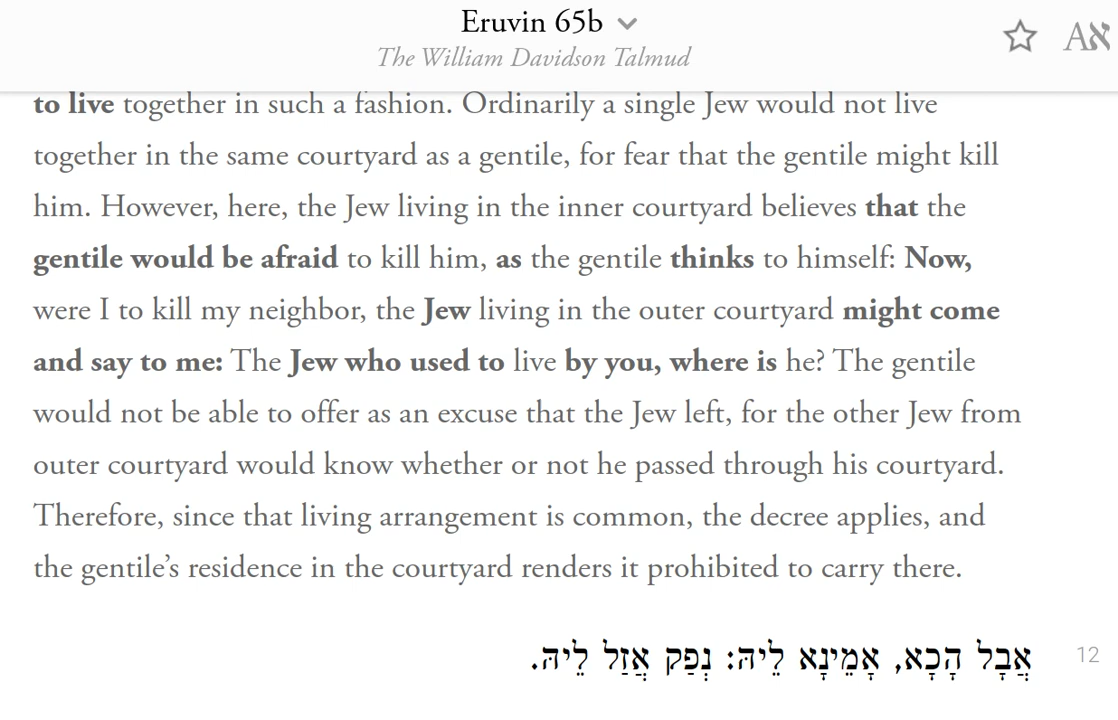 Eruvin 65b
The William Davidson Talmud
Aא
to live together in such a fashion. Ordinarily a single Jew would not live
together in the same courtyard as a gentile, for fear that the gentile might kill
him. However, here, the Jew living in the inner courtyard believes that the
gentile would be afraid to kill him, as the gentile thinks to himself: Now,
were I to kill my neighbor, the Jew living in the outer courtyard might come
and say to me: The Jew who used to live by you, where is he? The gentile
would not be able to offer as an excuse that the Jew left, for the other Jew from
outer courtyard would know whether or not he passed through his courtyard.
Therefore, since that living arrangement is common, the decree applies, and
the gentile’s residence in the courtyard renders it prohibited to carry there.
אֲבָל הָכָא, אָמֵינָא לֵיהּ: נְפַק אֲזַל לֵיהּ.
12